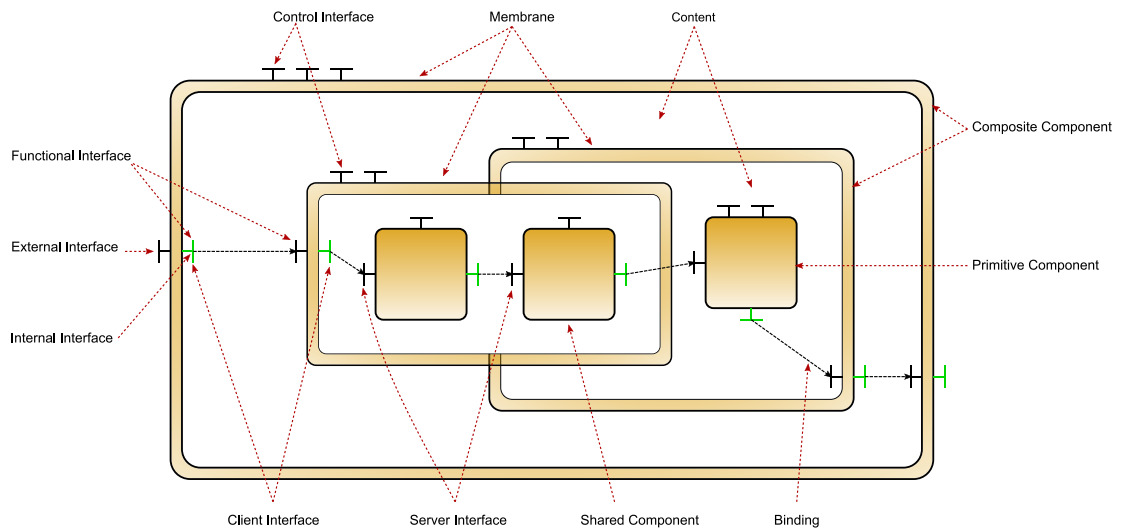 Control Interface
Membrane
Content
Composite Component
Functional Interface
External Interface
Primitive Component
Internal Interface
Client Interface
Server Interface
Shared Component
Binding